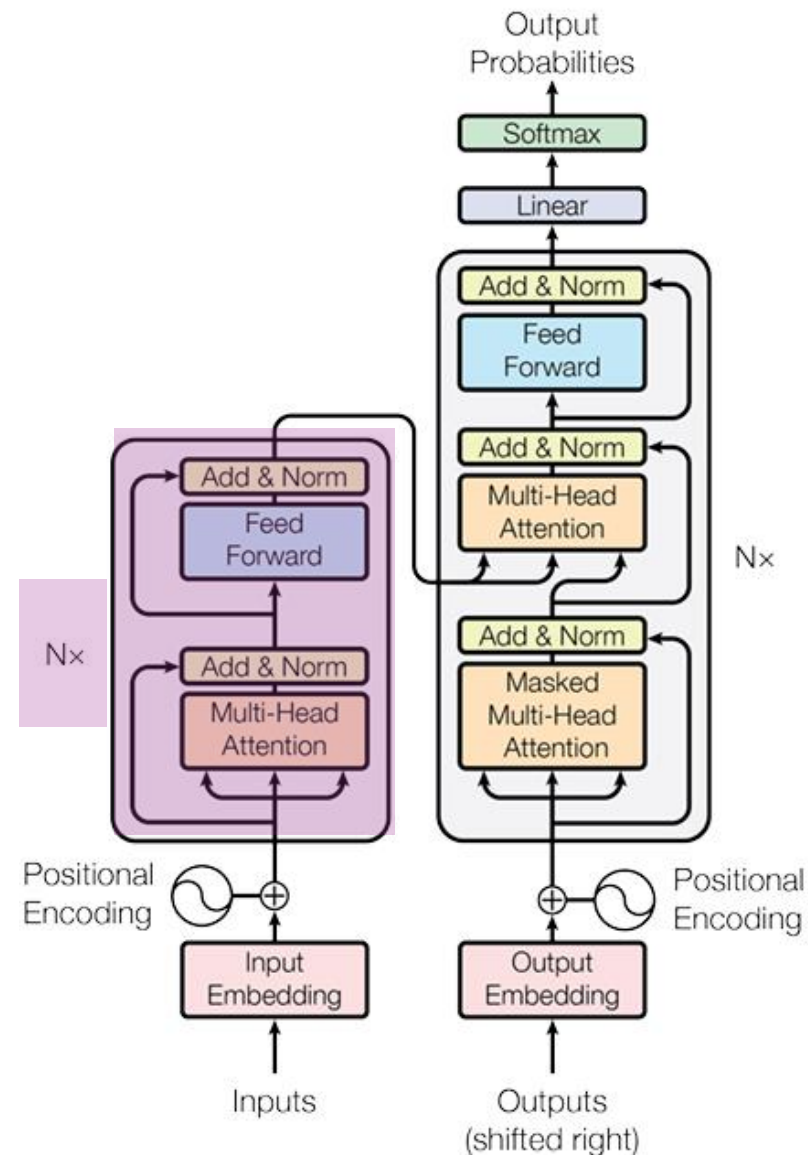 Output
Probabilities
Softmax
Linear
Add & Norm
Feed
Forward
Add & Norm
Multi-Head
Attention
Add & Norm
Masked
Multi-Head
Attention
N×
Add & Norm
Feed
Forward
N×
Add & Norm
Multi-Head
Attention
Positional
Encoding
Positional
Encoding
Input
Embedding
Output
Embedding
Inputs
Outputs
(shifted right)